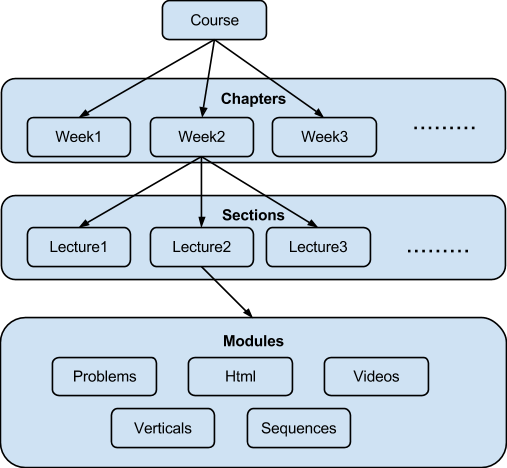 Course
Chapters
Week1 Week2 Week3 .........
Sections
Lecture1 Lecture2 Lecture3 .........
Modules
Problems Html Videos
Verticals Sequences